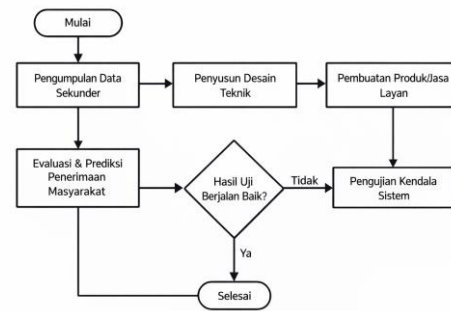 Mulai
Pengumpulan Data
Sekunder
Penyusun Desain
Teknik
Pembuatan Produk/Jasa
Layan
Evaluasi & Prediksi
Penerimaan
Masyarakat
Hasil Uji
Berjalan Baik?
Tidak
Pengujian Kendala
Sistem
Ya
Selesai